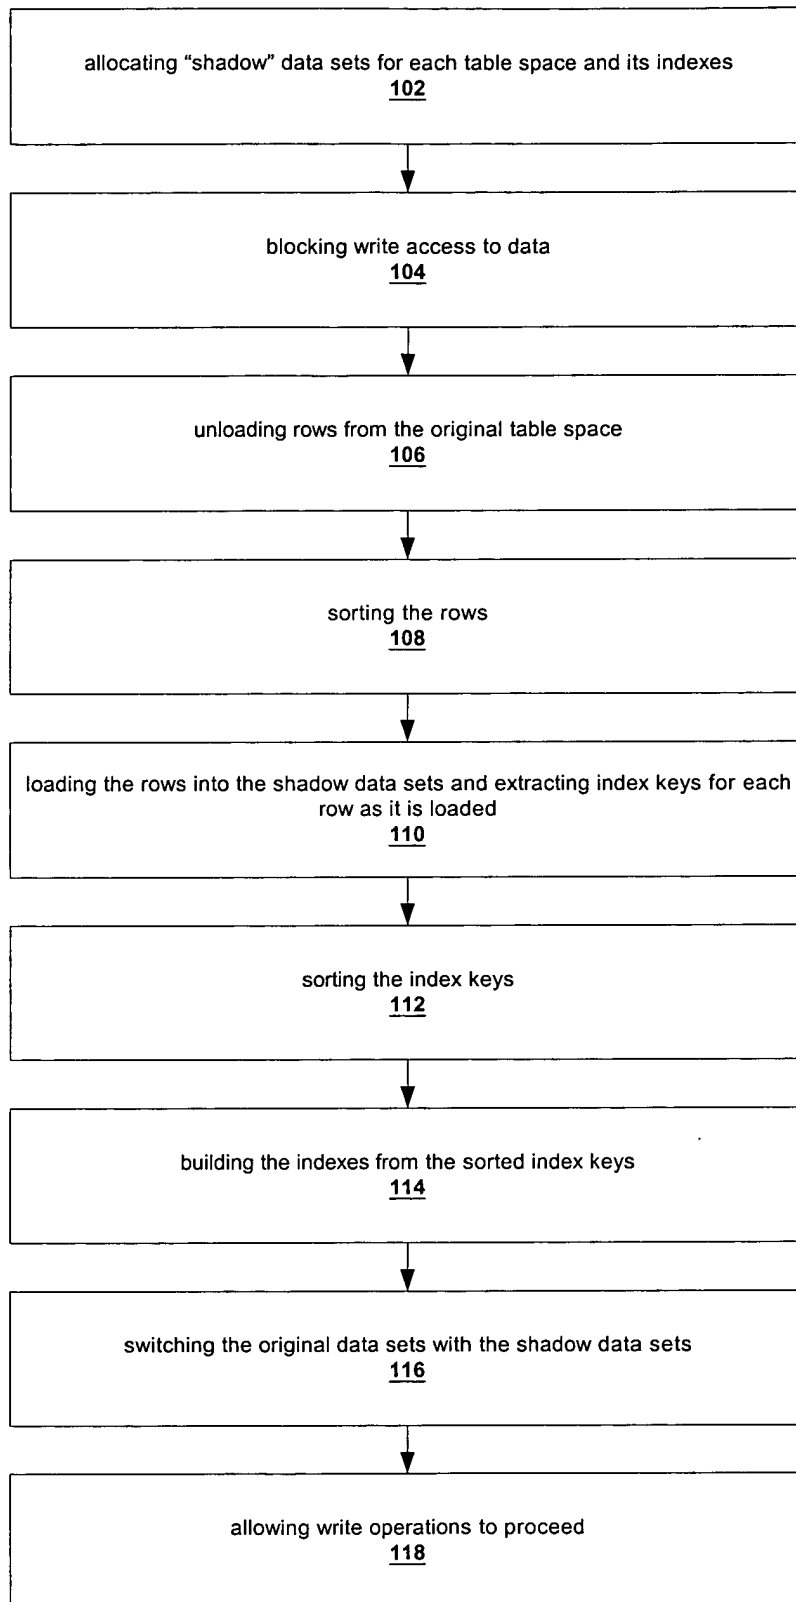 allocating “shadow” data sets for each table space and its indexes
102
blocking write access to data
104
unloading rows from the original table space
106
sorting the rows
108
loading the rows into the shadow data sets and extracting index keys for each
row as it is loaded
110
sorting the index keys
112
building the indexes from the sorted index keys
114
switching the original data sets with the shadow data sets
116
allowing write operations to proceed
118